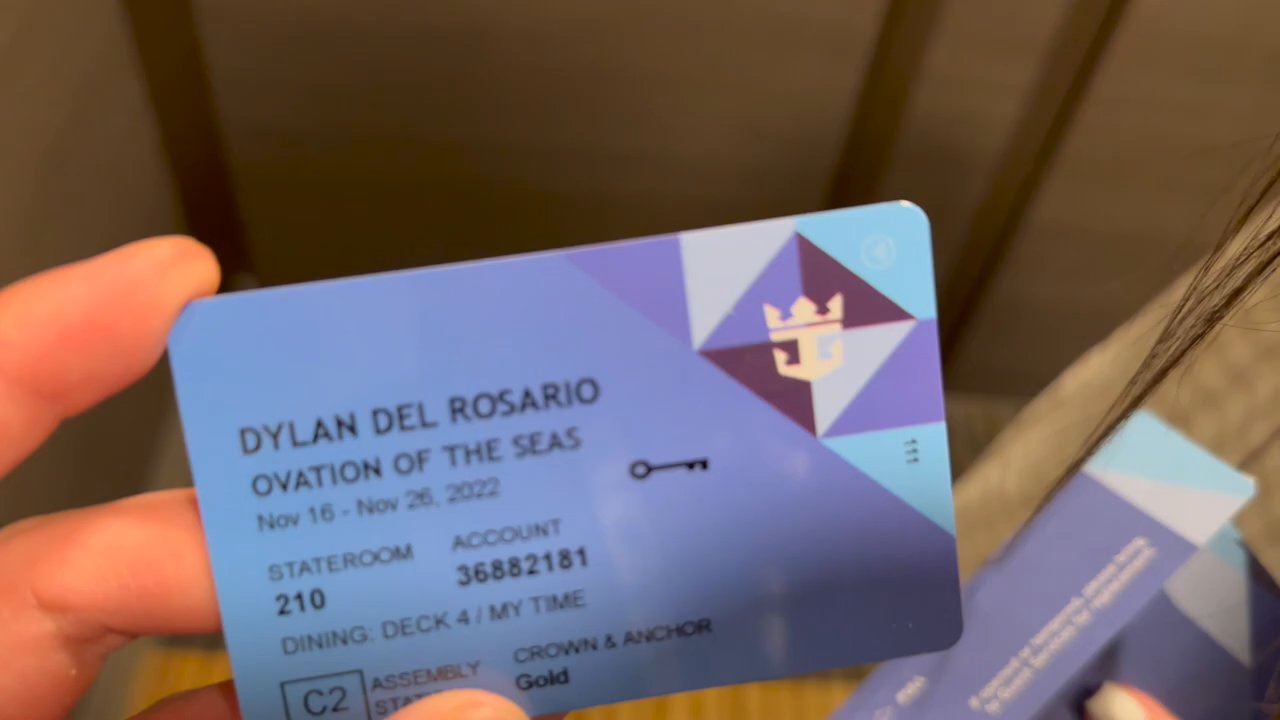 DYLAN DEL ROSARIO
OVATION OF THE SEAS
Nov 16 - Nov 26, 2022
STATEROOM ACCOUNT
210 36882181
DINING: DECK 4 / MY TIME
C2 ASSEMBLY CROWN & ANCHOR
Gold
111